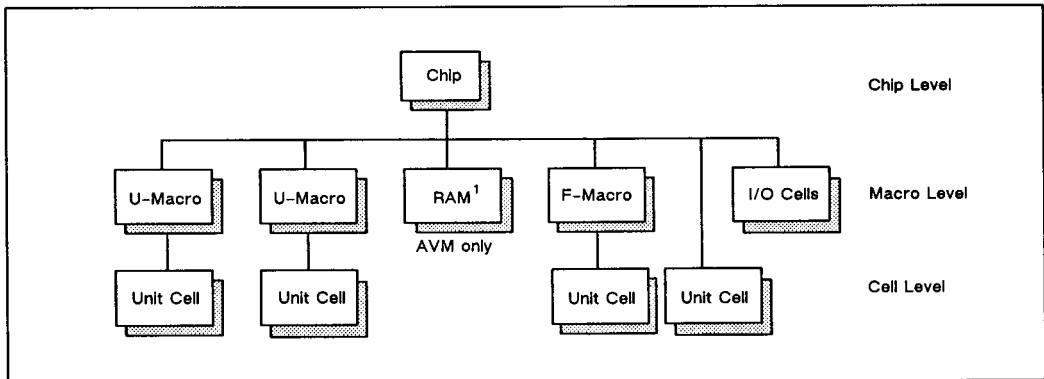 Chip
Chip Level
U-Macro
U-Macro
RAM¹
F-Macro
I/O Cells
Macro Level
AVM only
Unit Cell
Unit Cell
Unit Cell
Unit Cell
Cell Level